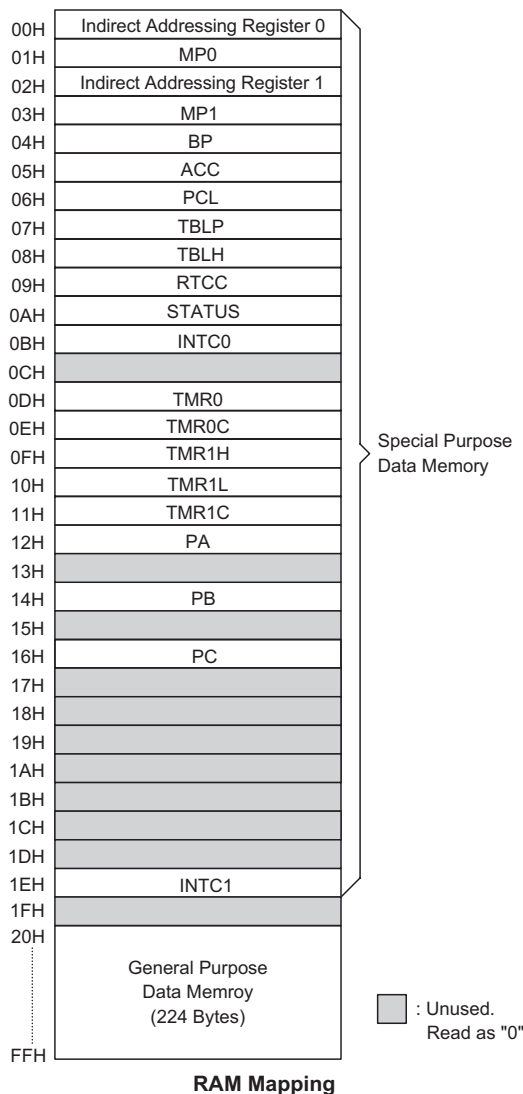 00H Indirect Addressing Register 0
01H MP0
02H Indirect Addressing Register 1
03H MP1
04H BP
05H ACC
06H PCL
07H TBLP
08H TBLH
09H RTCC
0AH STATUS
0BH INTC0
0CH
0DH TMR0
0EH TMR0C
0FH TMR1H
10H TMR1L
11H TMR1C
12H PA
13H
14H PB
15H
16H PC
17H
18H
19H
1AH
1BH
1CH
1DH
1EH INTC1
1FH
20H
Special Purpose
Data Memory
General Purpose
Data Memroy
(224 Bytes)
FFH
: Unused.
Read as "0"
RAM Mapping